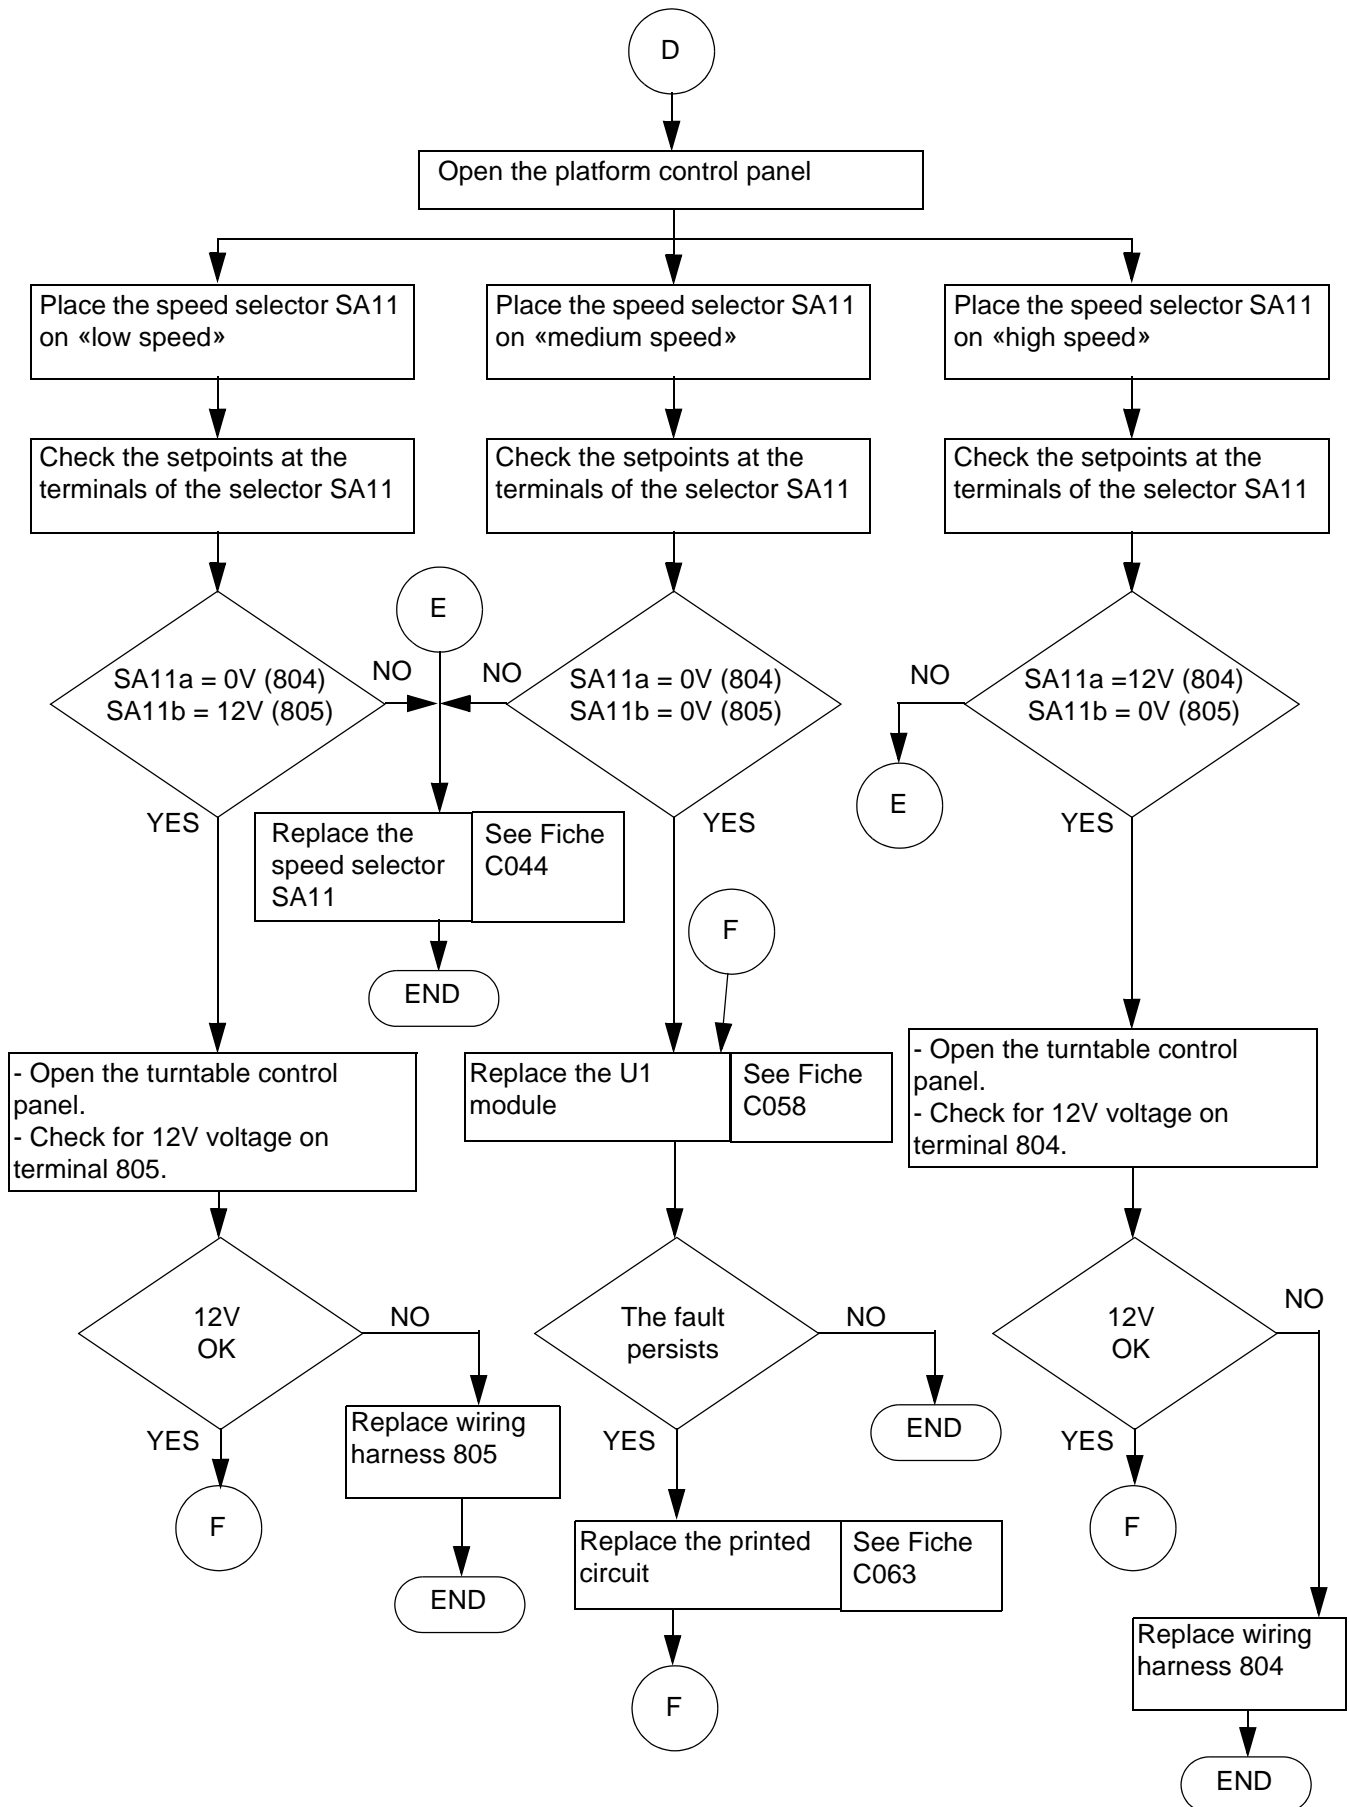 D
Open the platform control panel
Place the speed selector SA11
on «low speed»
Place the speed selector SA11
on «medium speed»
Place the speed selector SA11
on «high speed»
Check the setpoints at the
terminals of the selector SA11
Check the setpoints at the
terminals of the selector SA11
Check the setpoints at the
terminals of the selector SA11
SA11a = 0V (804)
SA11b = 12V (805)
NO
E
NO
SA11a = 0V (804)
SA11b = 0V (805)
NO
SA11a =12V (804)
SA11b = 0V (805)
E
YES
Replace the
speed selector
SA11
See Fiche
C044
END
YES
F
YES
- Open the turntable control
panel.
- Check for 12V voltage on
terminal 805.
Replace the U1
module
See Fiche
C058
- Open the turntable control
panel.
- Check for 12V voltage on
terminal 804.
12V
OK
NO
The fault
persists
NO
12V
OK
NO
YES
F
Replace wiring
harness 805
END
YES
END
YES
F
Replace the printed
circuit
See Fiche
C063
F
Replace wiring
harness 804
END